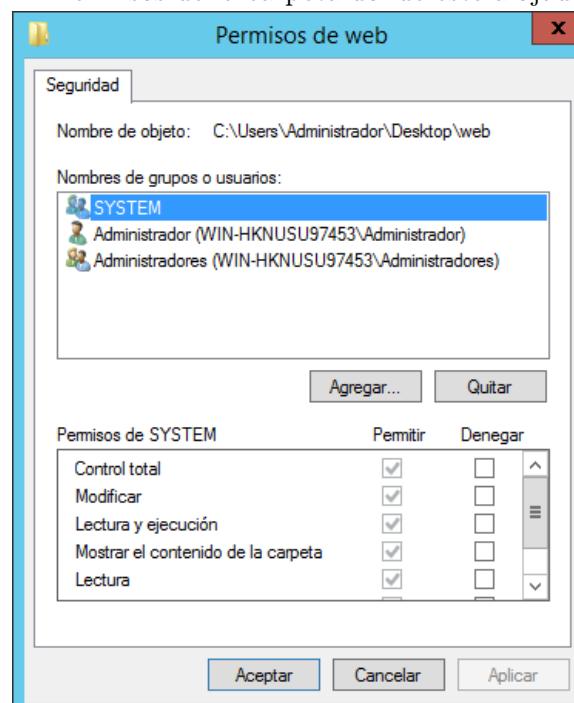 Permisos de web
x
Seguridad
Nombre de objeto: C:\Users\Administrador\Desktop\web
Nombres de grupos o usuarios:
SYSTEM
Administrador (WIN-HKNUSU97453\Administrador)
Administradores (WIN-HKNUSU97453\Administradores)
Agregar... Quitar
Permisos de SYSTEM Permitir Denegar
Control total
Modificar
Lectura y ejecución
Mostrar el contenido de la carpeta
Lectura
Aceptar Cancelar Aplicar